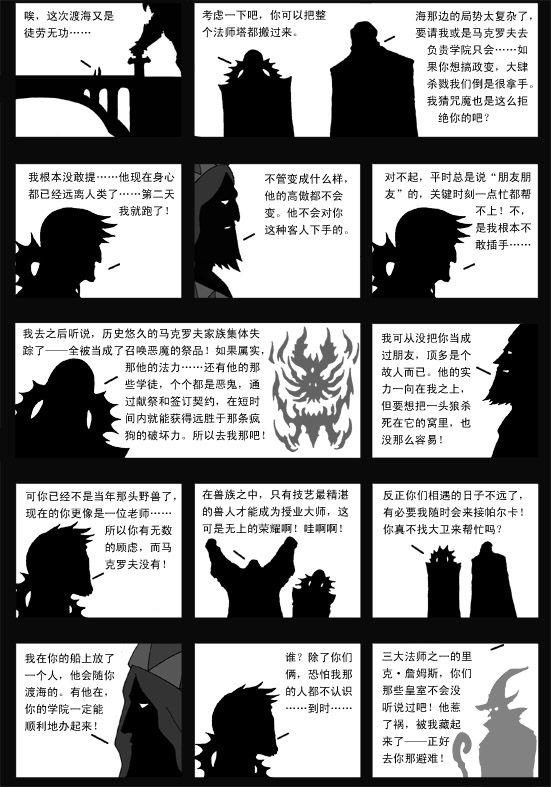 唉，这次渡海又是
徒劳无功……
考虑一下吧，你可以把整
个法师塔都搬过来。
海那边的局势太复杂了，
要请我或是马克罗夫去
负责学院只会……如
果你想搞政变，大肆
杀戮我们倒是很拿手。
我猜咒魔也是这么拒
绝你的吧？
我根本没敢提……他现在身心
都已经远离人类了……第二天
我就跑了！
不管变成什么样，
他的高傲都不会
变。他不会对你
这种客人下手的。
对不起，平时总是说“朋友朋
友”的，关键时刻一点忙都帮
不上！不，
是我根本不
敢插手……
我去之后听说，历史悠久的马克罗夫家族集体失
踪了——全被当成了召唤恶魔的祭品！如果属实，
那他的法力……还有他的那
些学徒，个个都是恶鬼，通
过献祭和签订契约，在短时
间内就能获得远胜于那条疯
狗的破坏力。所以去我那吧！
我可从没把你当成
过朋友，顶多是个
故人而已。他的实
力一向在我之上，
但要想把一头狼杀
死在它的窝里，也
没那么容易！
可你已经不是当年那头野兽了，
现在的你更像是一位老师……
所以你有无数
的顾虑，而马
克罗夫没有！
在兽族之中，只有技艺最精湛
的兽人才能成为授业大师，这
可是无上的荣耀啊！哇啊啊！
反正你们相遇的日子不远了，
有必要我随时会来接帕尔卡！
你真不找大卫来帮忙吗？
我在你的船上放了
一个人，他会随你
渡海的。有他在，
你的学院一定能
顺利地办起来！
谁？除了你们
俩，恐怕我那
的人都不认识
……到时……
三大法师之一的里
克·詹姆斯，你们
那些皇室不会没
听说过吧！他惹
了祸，被我藏起
来了——正好
去你那避难！